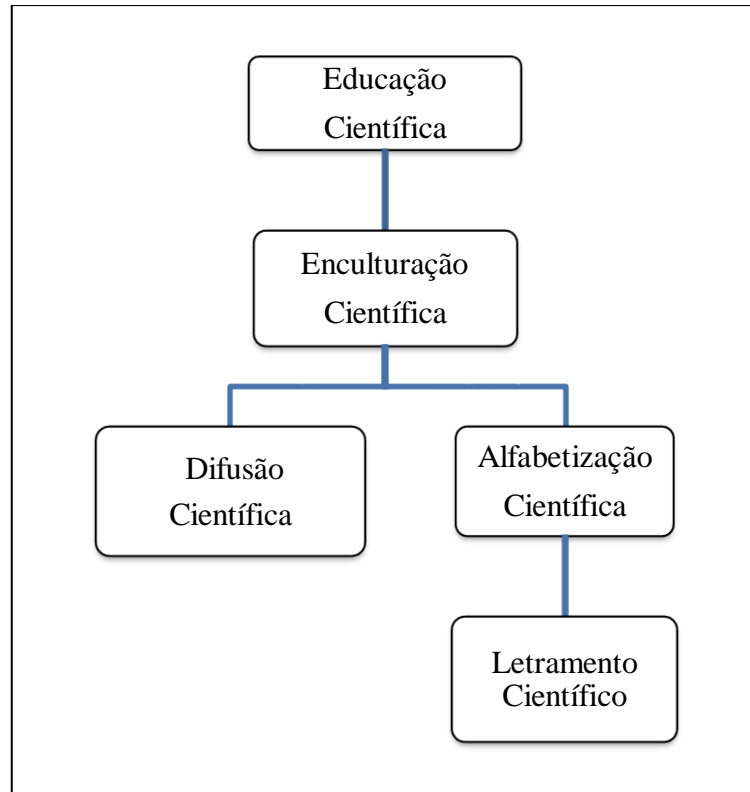 Educação
Científica
Enculturação
Científica
Difusão
Científica
Alfabetização
Científica
Letramento
Científico